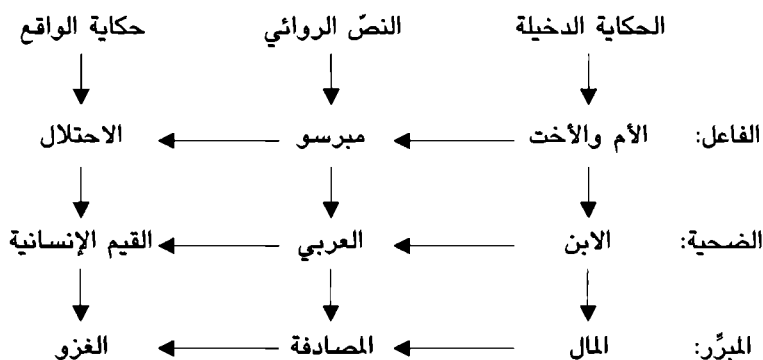 الحكاية الدخيلة النصّ الروائي حكاية الواقع
الفاعل: الأم والأخت مبرسو الاحتلال
الضحية: الابن العربي القيم الإنسانية
المبرِّر: المال المصادفة الغزو